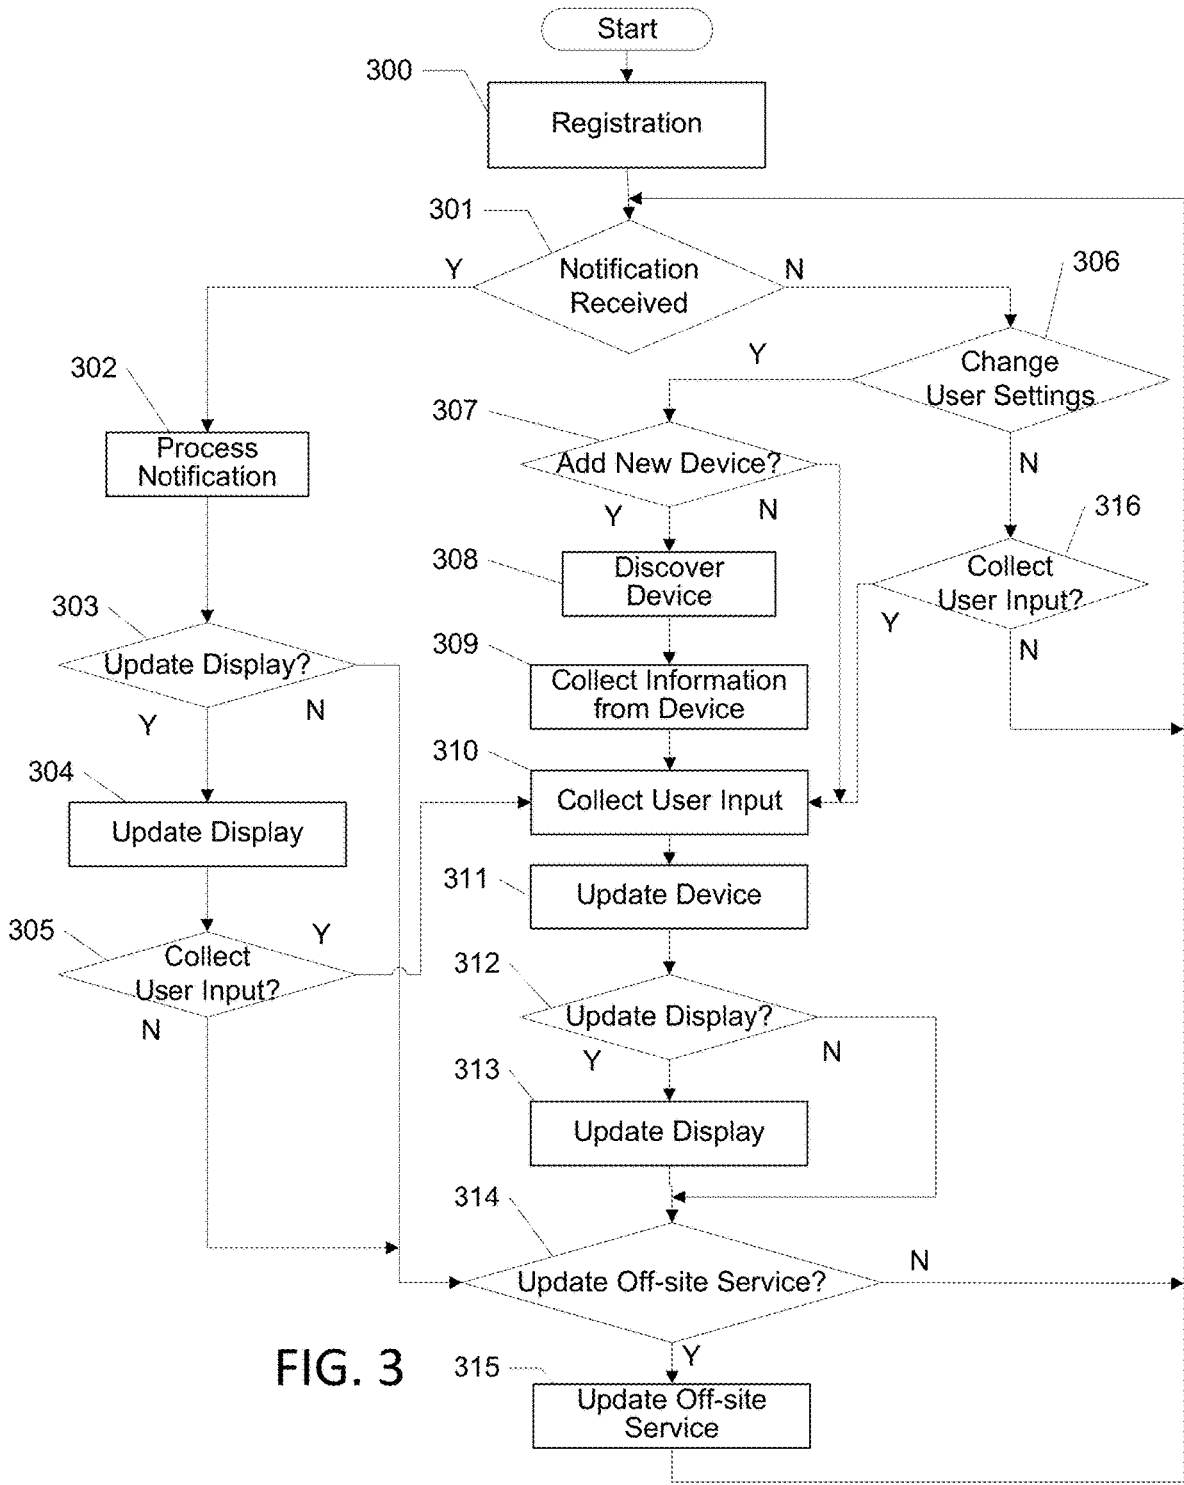 Start
300
Registration
301
Y
Notification
Received
N
306
Change
User Settings
Y
302
Process
Notification
307
Add New Device?
Y
N
N
316
Collect
User Input?
Y
N
308
Discover
Device
303
Update Display?
Y
N
309
Collect Information
from Device
310
Collect User Input
304
Update Display
311
Update Device
305
Collect
User Input?
Y
N
312
Update Display?
Y
N
313
Update Display
314
Update Off-site Service?
N
Y
FIG. 3
315
Update Off-site
Service